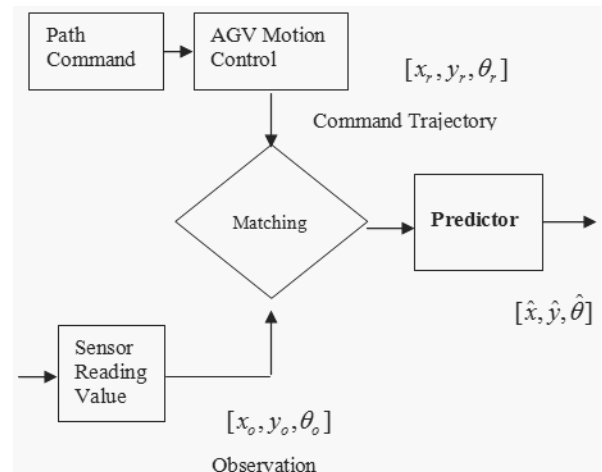 Path
Command
AGV Motion
Control
[x_r, y_r, θ_r]
Command Trajectory
Matching
Predictor
[x̂, ŷ, θ̂]
Sensor
Reading
Value
[x_o, y_o, θ_o]
Observation